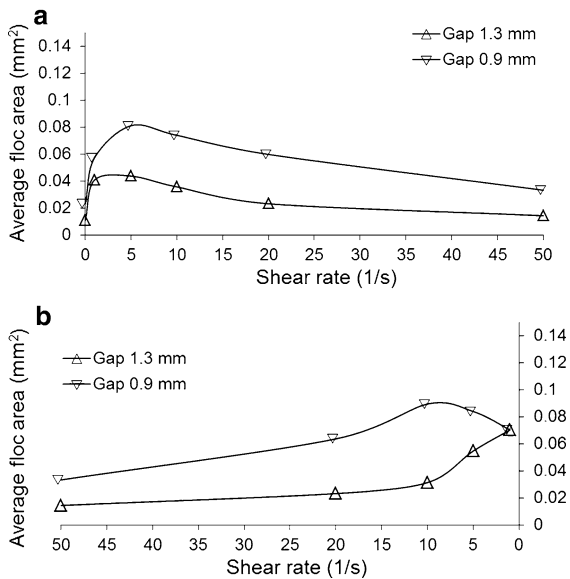 a
Average floc area (mm²)
0.14
0.12
0.1
0.08
0.06
0.04
0.02
0
Gap 1.3 mm
Gap 0.9 mm
0 5 10 15 20 25 30 35 40 45 50
Shear rate (1/s)
b
Average floc area (mm²)
Gap 1.3 mm
Gap 0.9 mm
0.14
0.12
0.1
0.08
0.06
0.04
0.02
0
50 45 40 35 30 25 20 15 10 5 0
Shear rate (1/s)